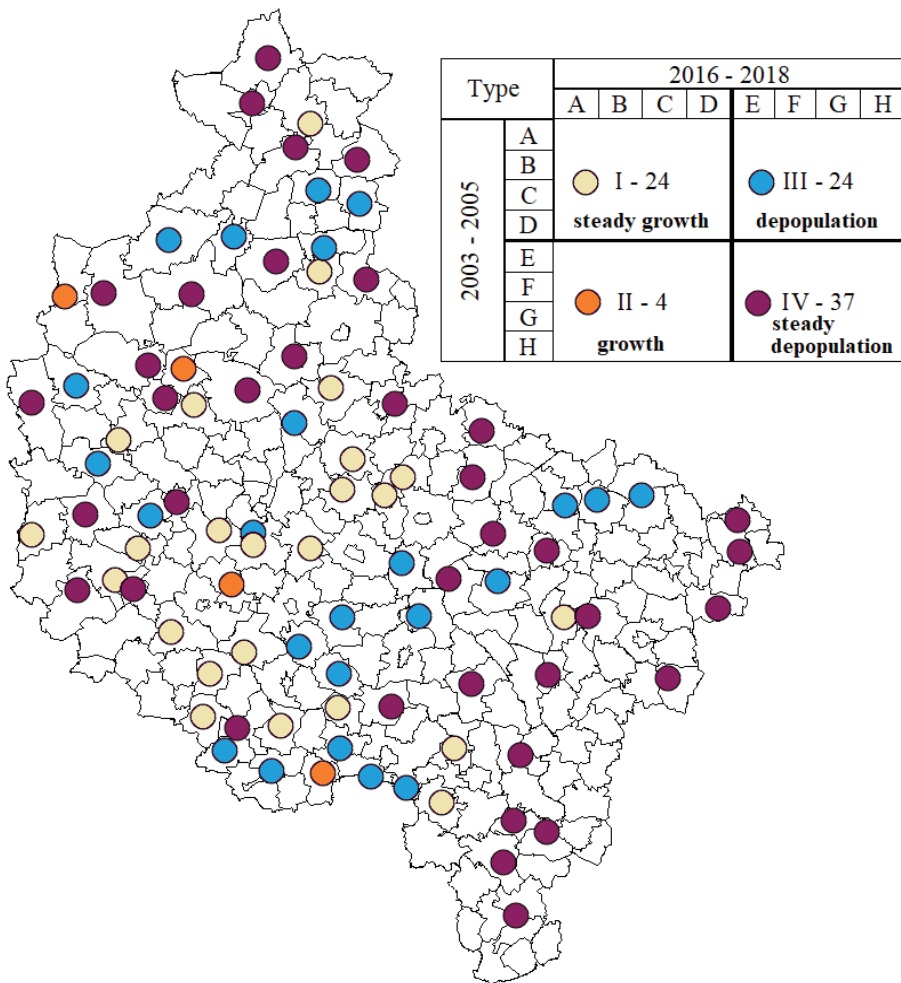 Type
2016 - 2018
A B C D E F G H
2003 - 2005
A
B
C
D
I - 24
steady growth
III - 24
depopulation
E
F
G
H
II - 4
growth
IV - 37
steady
depopulation